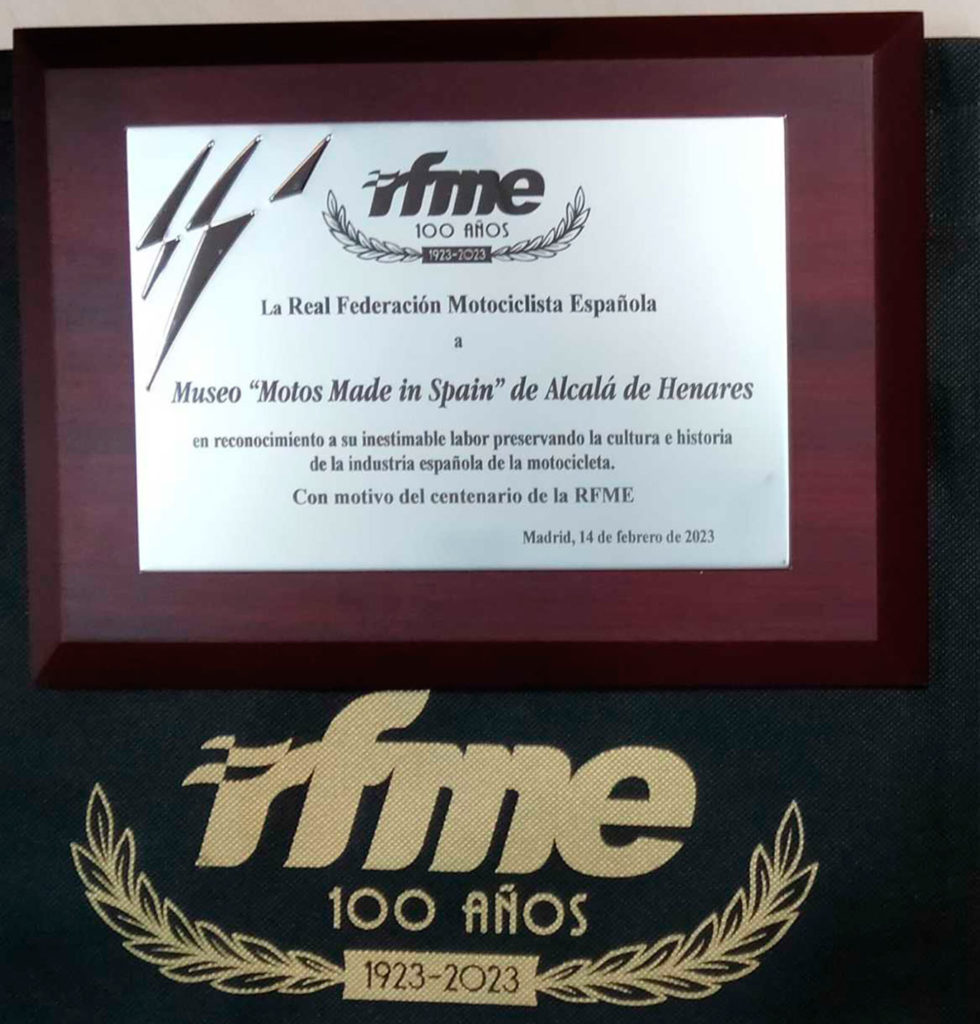 rfme
100 AÑOS
1923-2023
La Real Federación Motociclista Española
a
Museo “Motos Made in Spain” de Alcalá de Henares
en reconocimiento a su inestimable labor preservando la cultura e historia
de la industria española de la motocicleta.
Con motivo del centenario de la RFME
Madrid, 14 de febrero de 2023
rfme
100 AÑOS
1923-2023